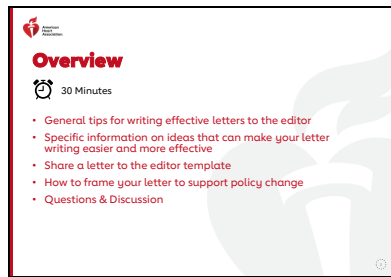 American
Heart
Association.
Overview
30 Minutes
• General tips for writing effective letters to the editor
• Specific information on ideas that can make your letter
writing easier and more effective
• Share a letter to the editor template
• How to frame your letter to support policy change
• Questions & Discussion